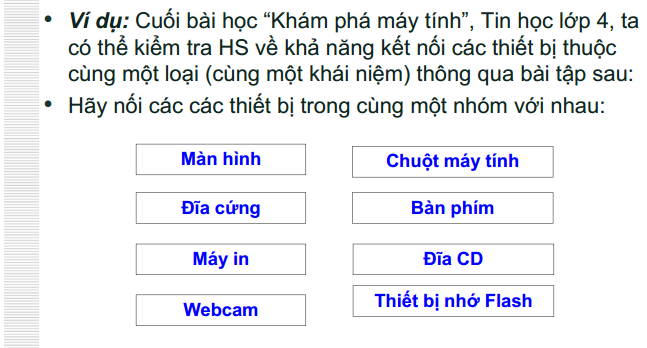 • Ví dụ: Cuối bài học “Khám phá máy tính”, Tin học lớp 4, ta
có thể kiểm tra HS về khả năng kết nối các thiết bị thuộc
cùng một loại (cùng một khái niệm) thông qua bài tập sau:
• Hãy nối các các thiết bị trong cùng một nhóm với nhau:
Màn hình
Chuột máy tính
Đĩa cứng
Bàn phím
Máy in
Đĩa CD
Webcam
Thiết bị nhớ Flash